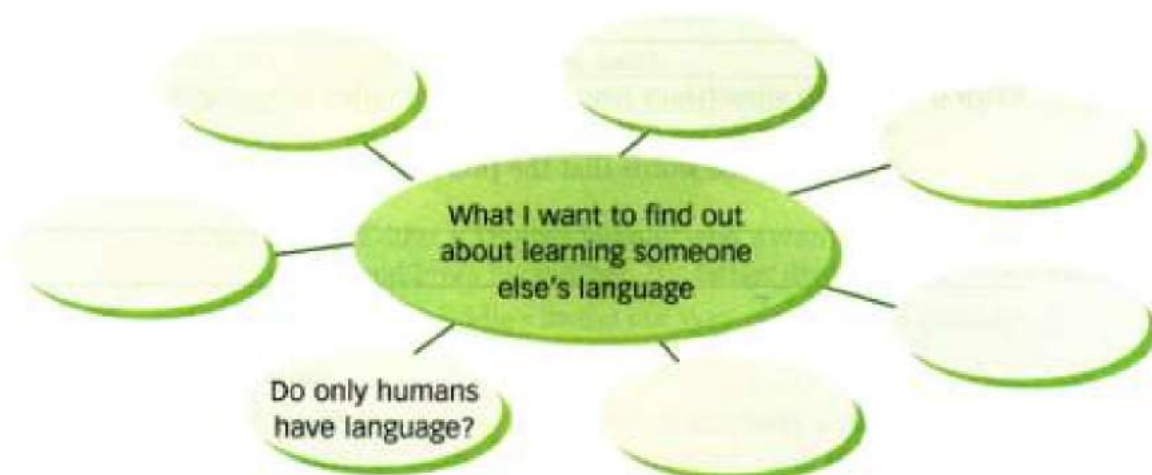 What I want to find out
about learning someone
else's language
Do only humans
have language?